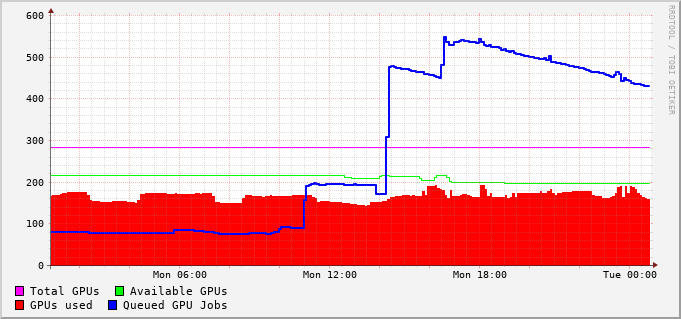 600
500
400
300
200
100
0
Mon 06:00 Mon 12:00 Mon 18:00 Tue 00:00
Total GPUs Available GPUs
GPUs used Queued GPU Jobs
RRDTOOL / TOBI OETIKER